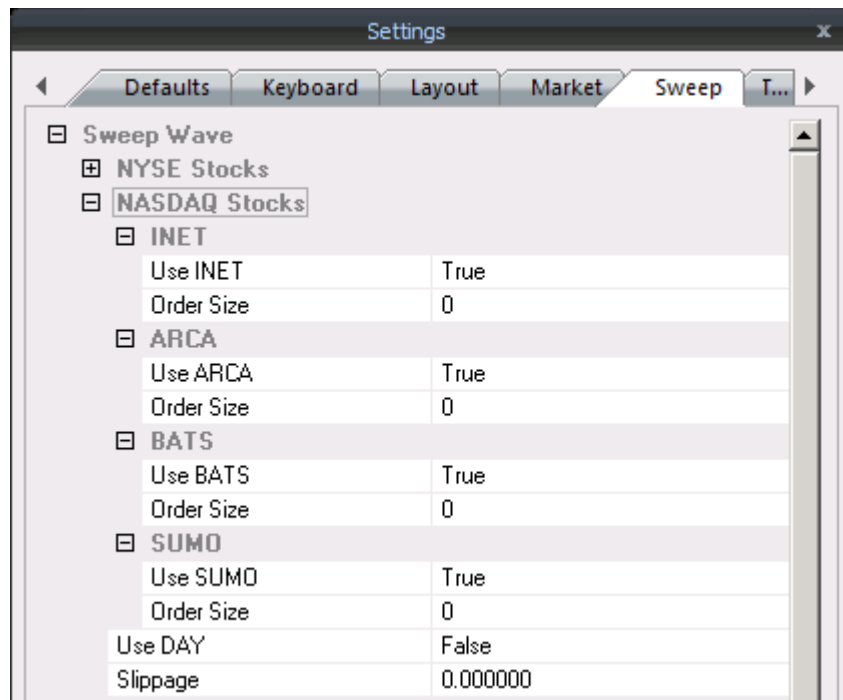 Settings x
Defaults Keyboard Layout Market Sweep T...
Sweep Wave
NYSE Stocks
NASDAQ Stocks
INET
Use INET True
Order Size 0
ARCA
Use ARCA True
Order Size 0
BATS
Use BATS True
Order Size 0
SUMO
Use SUMO True
Order Size 0
Use DAY False
Slippage 0.000000